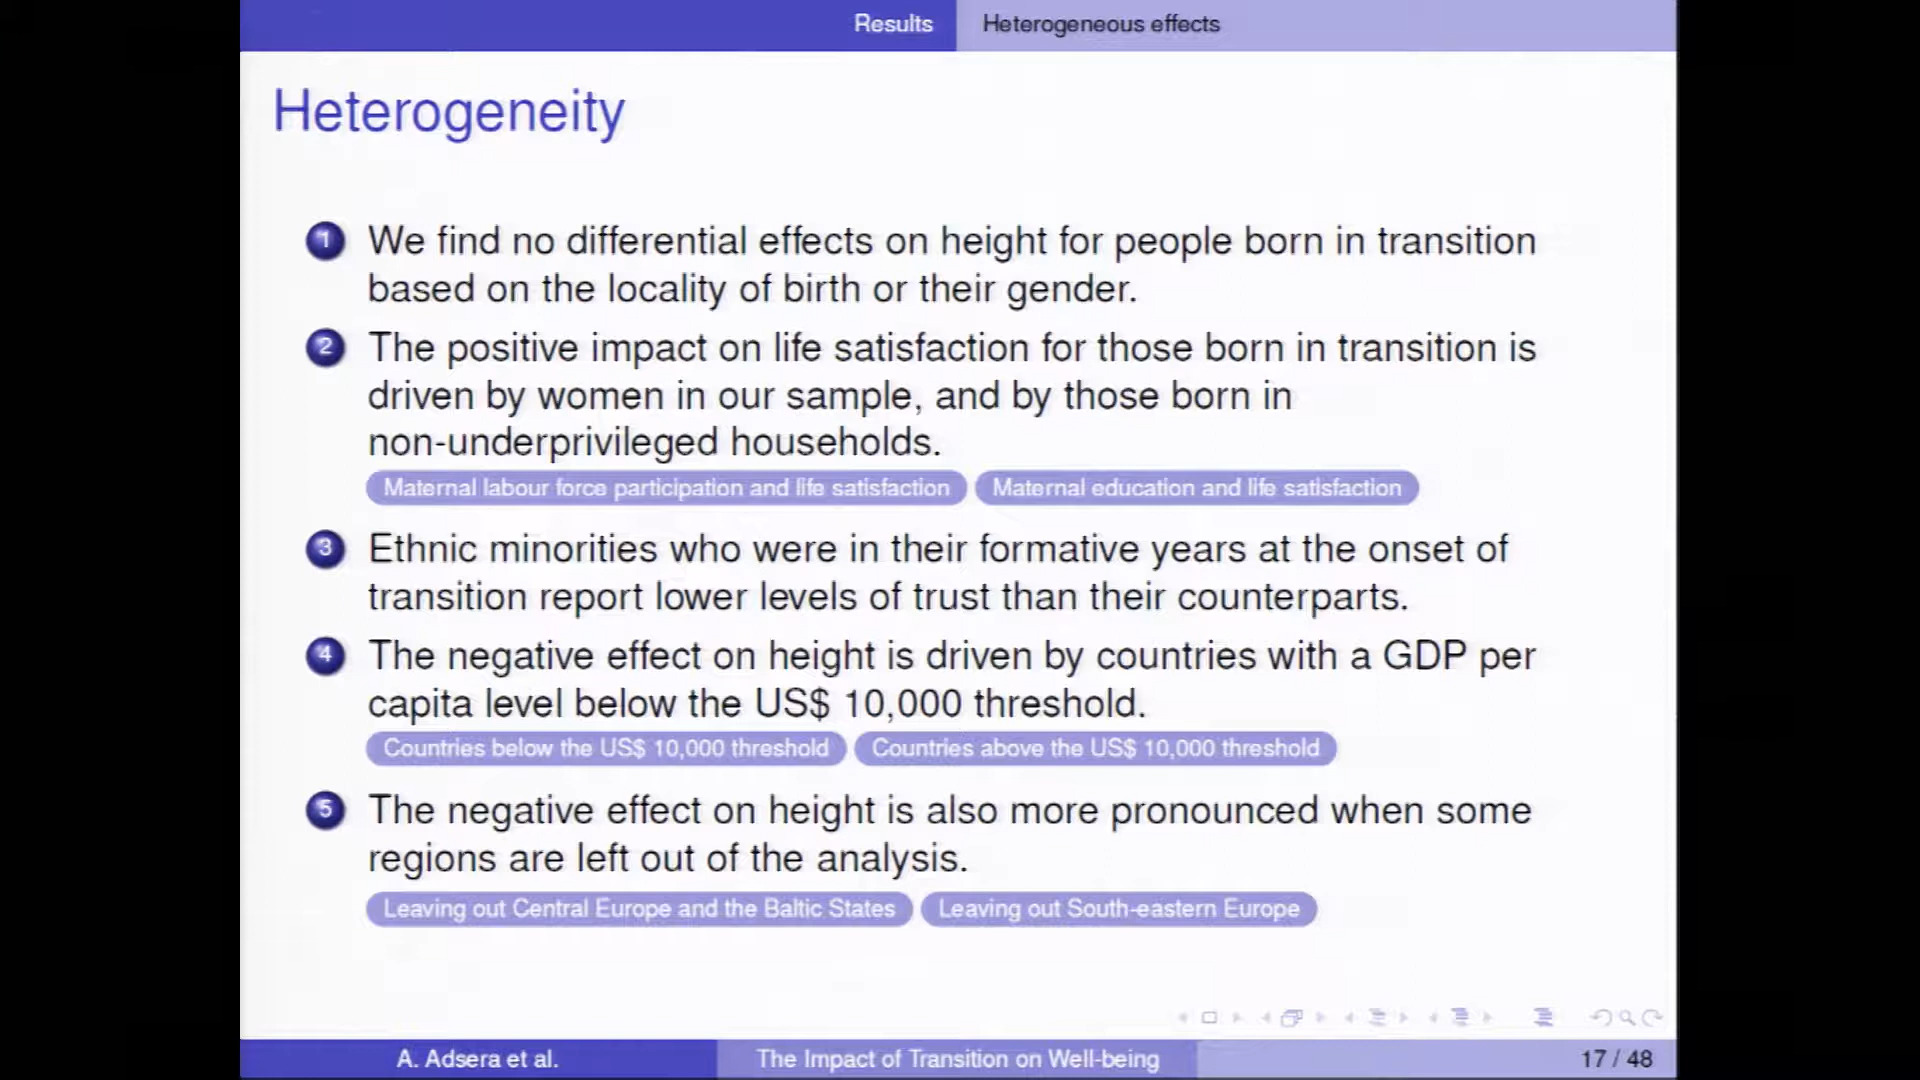 Results
Heterogeneous effects
Heterogeneity
1 We find no differential effects on height for people born in transition
based on the locality of birth or their gender.
2 The positive impact on life satisfaction for those born in transition is
driven by women in our sample, and by those born in
non-underprivileged households.
Maternal labour force participation and life satisfaction
Maternal education and life satisfaction
3 Ethnic minorities who were in their formative years at the onset of
transition report lower levels of trust than their counterparts.
4 The negative effect on height is driven by countries with a GDP per
capita level below the US$ 10,000 threshold.
Countries below the US$ 10,000 threshold
Countries above the US$ 10,000 threshold
5 The negative effect on height is also more pronounced when some
regions are left out of the analysis.
Leaving out Central Europe and the Baltic States
Leaving out South-eastern Europe
A. Adsera et al.
The Impact of Transition on Well-being
17 / 48